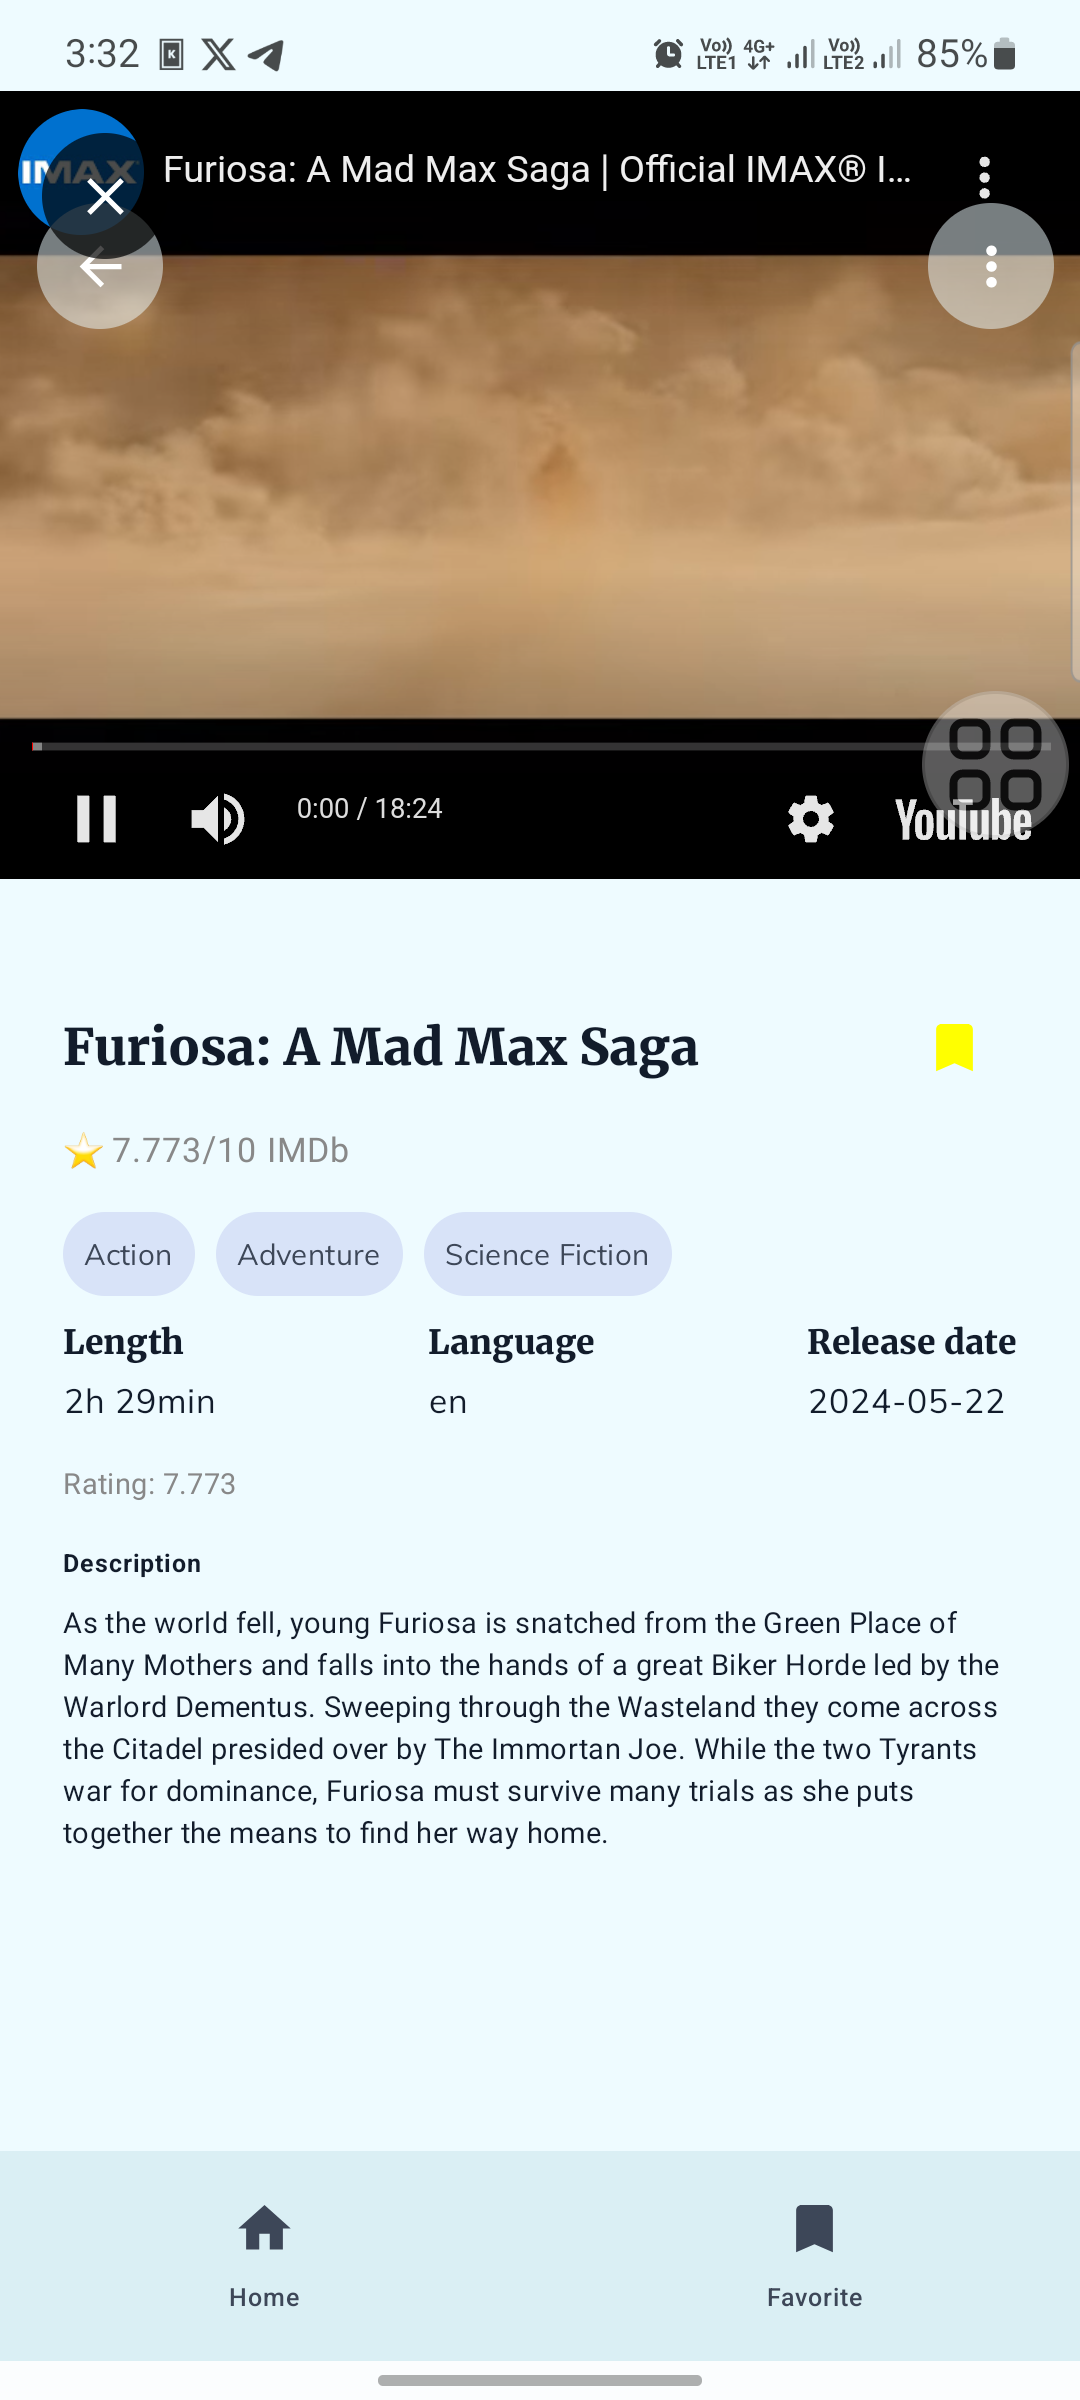 3:32
K
Vo)) LTE1 4G+ Vo)) LTE2 85%
IMAX
Furiosa: A Mad Max Saga | Official IMAX® I...
0:00 / 18:24
YouTube
Furiosa: A Mad Max Saga
7.773/10 IMDb
Action Adventure Science Fiction
Length Language Release date
2h 29min en 2024-05-22
Rating: 7.773
Description
As the world fell, young Furiosa is snatched from the Green Place of
Many Mothers and falls into the hands of a great Biker Horde led by the
Warlord Dementus. Sweeping through the Wasteland they come across
the Citadel presided over by The Immortan Joe. While the two Tyrants
war for dominance, Furiosa must survive many trials as she puts
together the means to find her way home.
Home Favorite